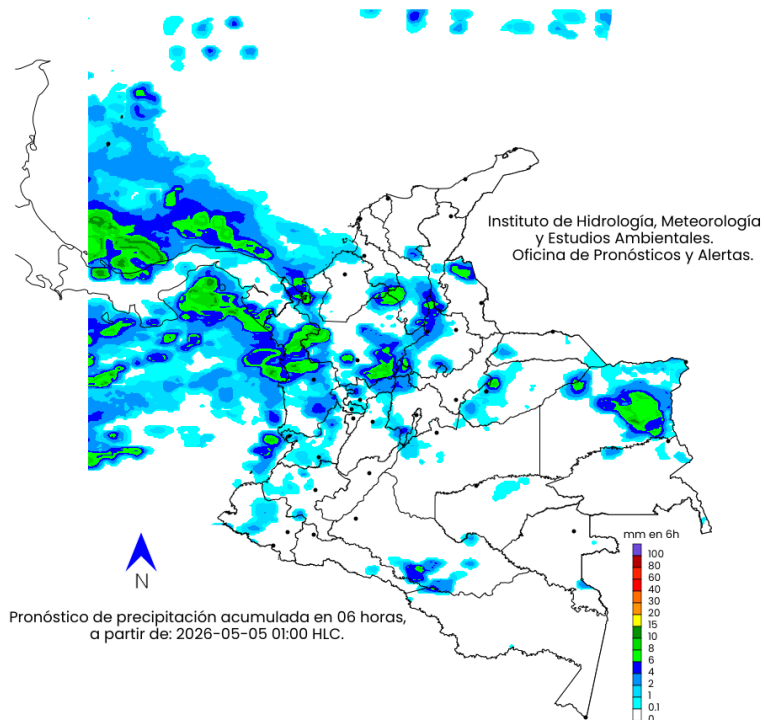 Instituto de Hidrología, Meteorología
y Estudios Ambientales.
Oficina de Pronósticos y Alertas.
mm en 6h
100
80
60
40
30
20
15
10
8
6
4
2
1
0.1
0
N
Pronóstico de precipitación acumulada en 06 horas,
a partir de: 2026-05-05 01:00 HLC.